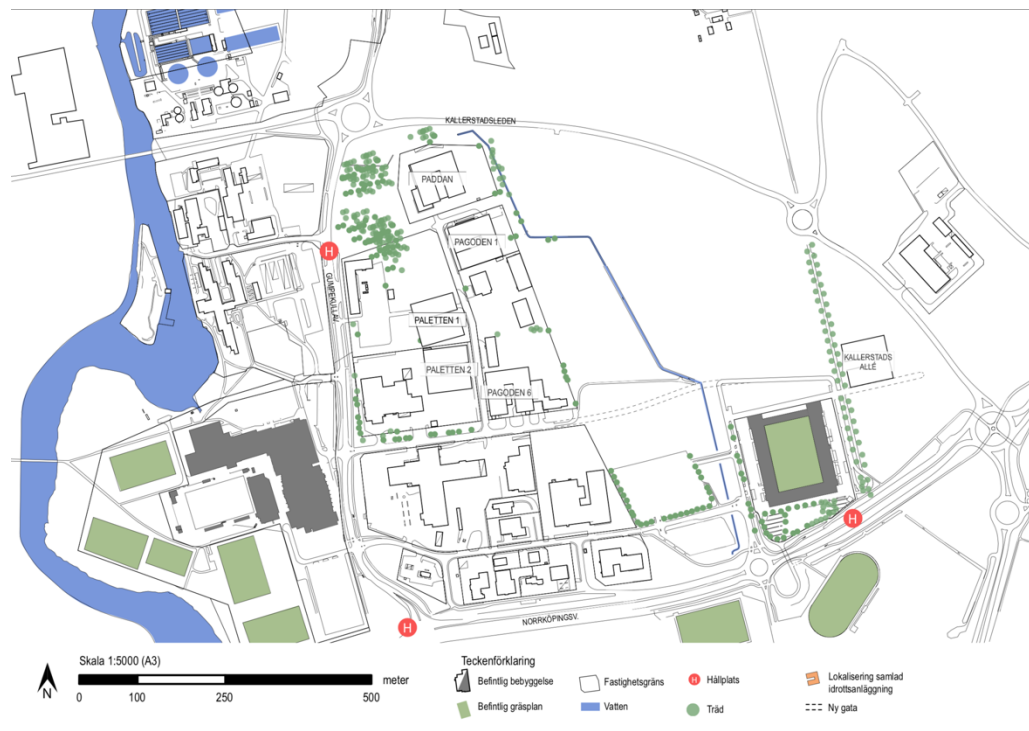 KALLERSTADSLEDEN
PADDAN
PAGODEN 1
H
GUMPEKULLAV
PALETTEN 1
PALETTEN 2
PAGODEN 6
KALLERSTADS
ALLÉ
H
H
NORRKÖPINGSV.
Skala 1:5000 (A3)
meter
0 100 250 500
N
Teckenförklaring
Befintlig bebyggelse
Fastighetsgräns
H Hållplats
Lokalisering samlad
idrottsanläggning
Befintlig gräsplan
Vatten
Träd
Ny gata